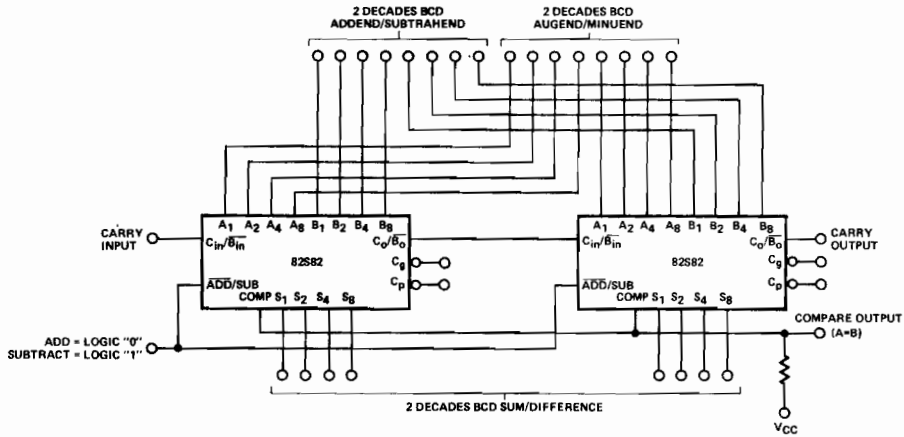 2 DECADES BCD
ADDEND/SUBTRAHEND
2 DECADES BCD
AUGEND/MINUEND
A1 A2 A4 A8 B1 B2 B4 B8
A1 A2 A4 A8 B1 B2 B4 B8
CARRY
INPUT
Cin/Bin
Co/Bo
82S82
Cg
Cp
ADD/SUB
COMP S1 S2 S4 S8
Cin/Bin
Co/Bo
82S82
Cg
Cp
ADD/SUB
COMP S1 S2 S4 S8
CARRY
OUTPUT
COMPARE OUTPUT
(A=B)
ADD = LOGIC "0"
SUBTRACT = LOGIC "1"
2 DECADES BCD SUM/DIFFERENCE
VCC